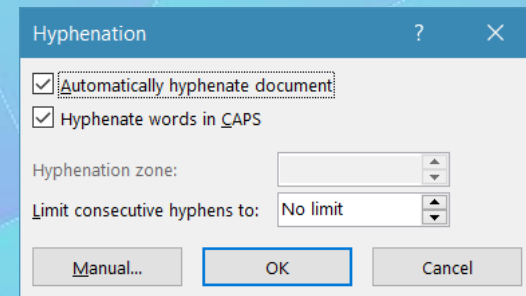 Hyphenation ?
Automatically hyphenate document
Hyphenate words in CAPS
Hyphenation zone:
Limit consecutive hyphens to: No limit
Manual... OK Cancel